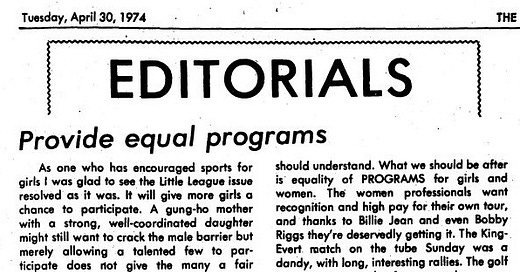 Tuesday, April 30, 1974
THE
EDITORIALS
Provide equal programs
As one who has encouraged sports for
girls I was glad to see the Little League issue
resolved as it was. It will give more girls a
chance to participate. A gung-ho mother
with a strong, well-coordinated daughter
might still want to crack the male barrier but
merely allowing a talented few to par-
ticipate does not give the many a fair
should understand. What we should be after
is equality of PROGRAMS for girls and
women. The women professionals want
recognition and high pay for their own tour,
and thanks to Billie Jean and even Bobby
Riggs they're deservedly getting it. The King-
Evert match on the tube Sunday was a
dandy, with long, interesting rallies. The golf